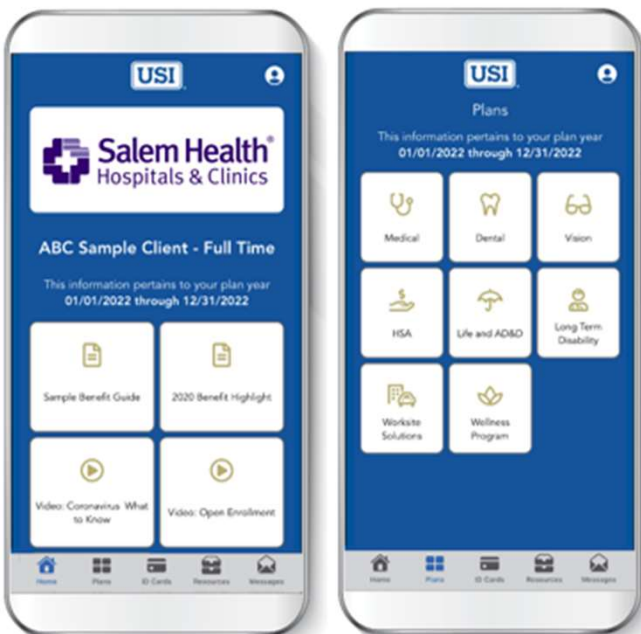 USI
Salem Health®
Hospitals & Clinics
ABC Sample Client - Full Time
This information pertains to your plan year
01/01/2022 through 12/31/2022
Sample Benefit Guide
2020 Benefit Highlight
Video: Coronavirus What
to Know
Video: Open Enrollment
Home
Plans
ID Cards
Resources
Messages
USI
Plans
This information pertains to your plan year
01/01/2022 through 12/31/2022
Medical
Dental
Vision
HSA
Life and AD&D
Long Term
Disability
Worksite
Solutions
Wellness
Program
Home
Plans
ID Cards
Resources
Messages